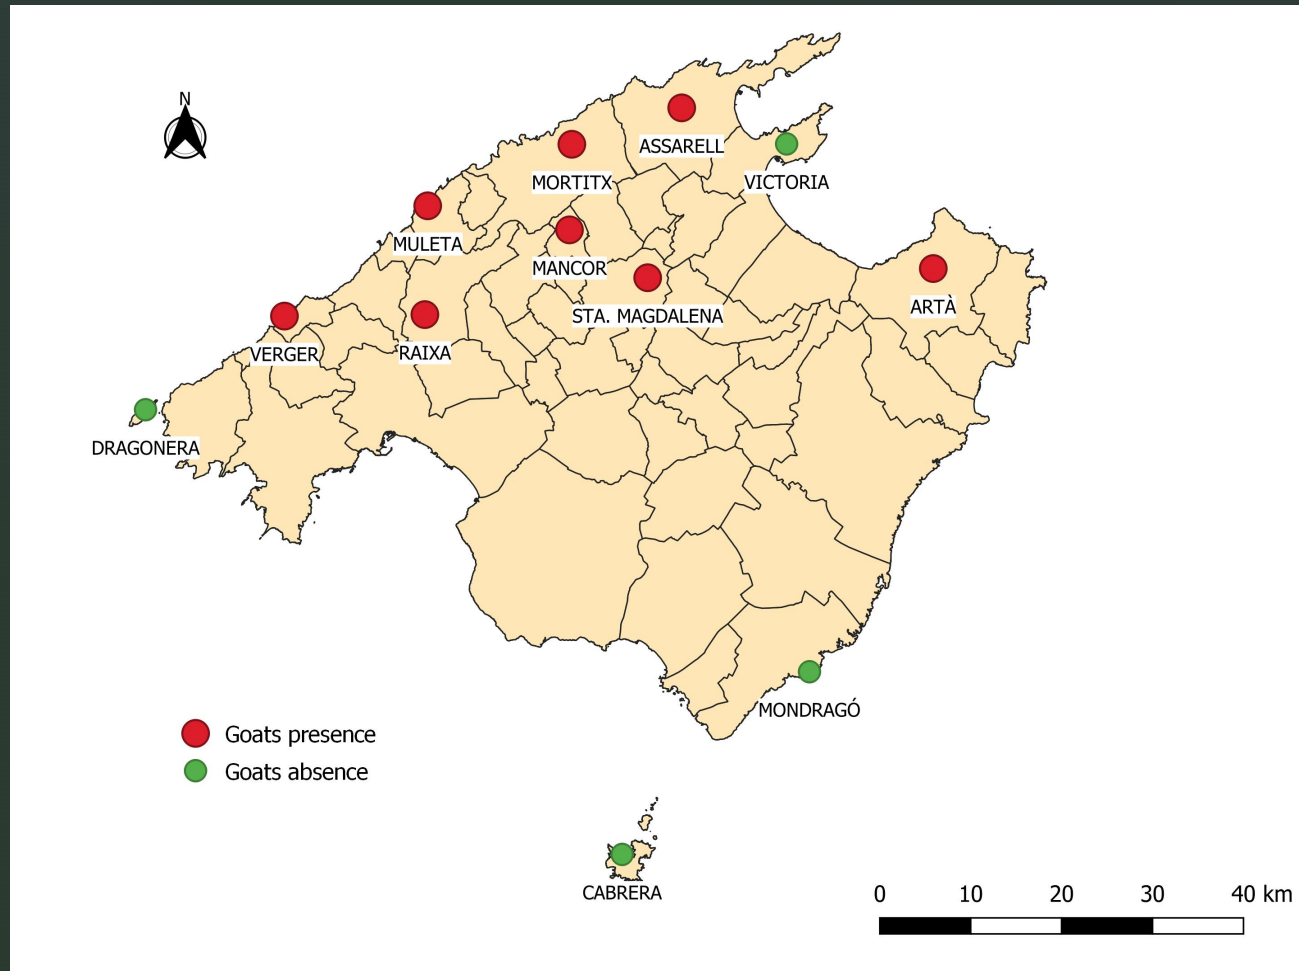 N
ASSARELL
MORTITX
VICTORIA
MULETA
MANCOR
STA. MAGDALENA
ARTÀ
VERGER
RAIXA
DRAGONERA
MONDRAGÓ
Goats presence
Goats absence
CABRERA
0 10 20 30 40 km